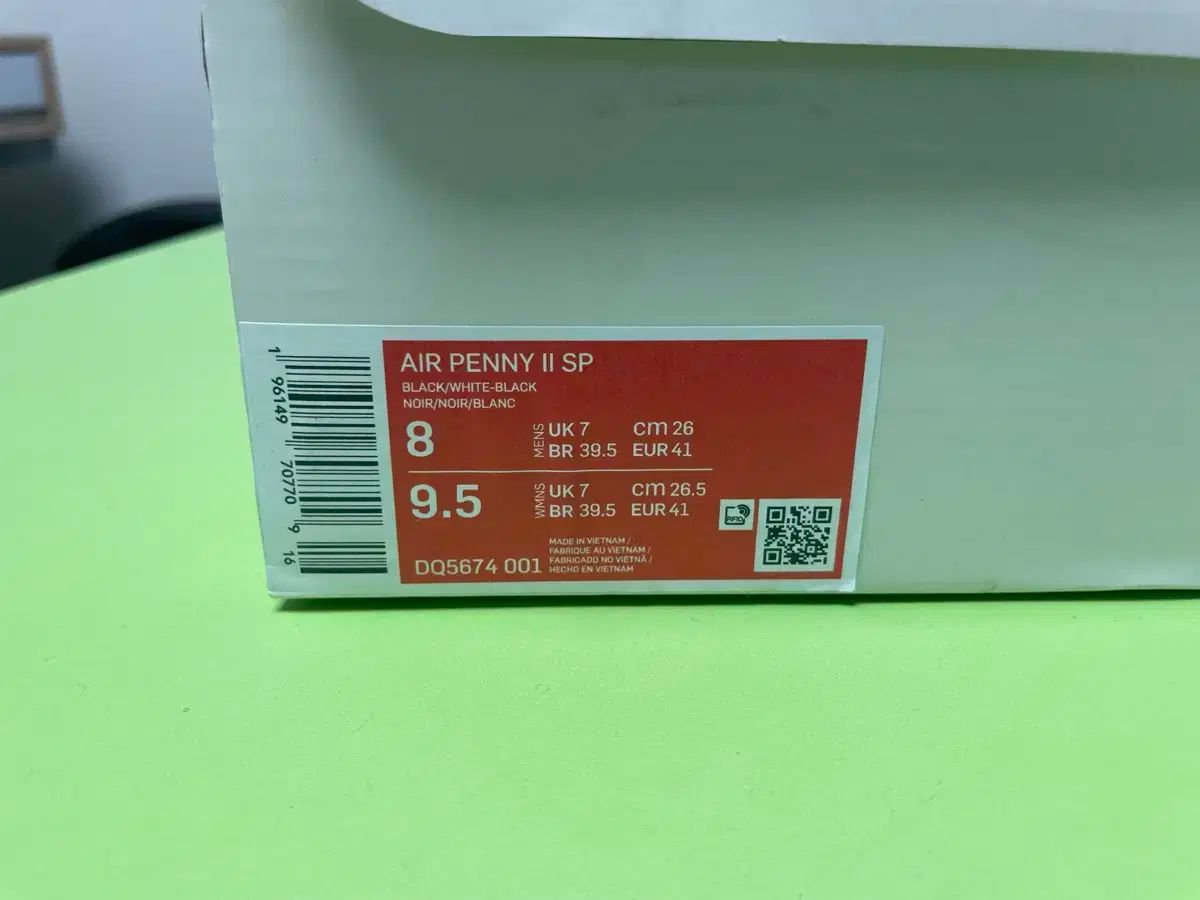 1 96149 70770 9 16
AIR PENNY II SP
BLACK/WHITE-BLACK
NOIR/NOIR/BLANC
8
MENS
UK 7 cm 26
BR 39.5 EUR 41
9.5
WMNS
UK 7 cm 26.5
BR 39.5 EUR 41
RFID
MADE IN VIETNAM /
FABRIQUE AU VIETNAM /
FABRICADO NO VIETNÃ /
HECHO EN VIETNAM
DQ5674 001